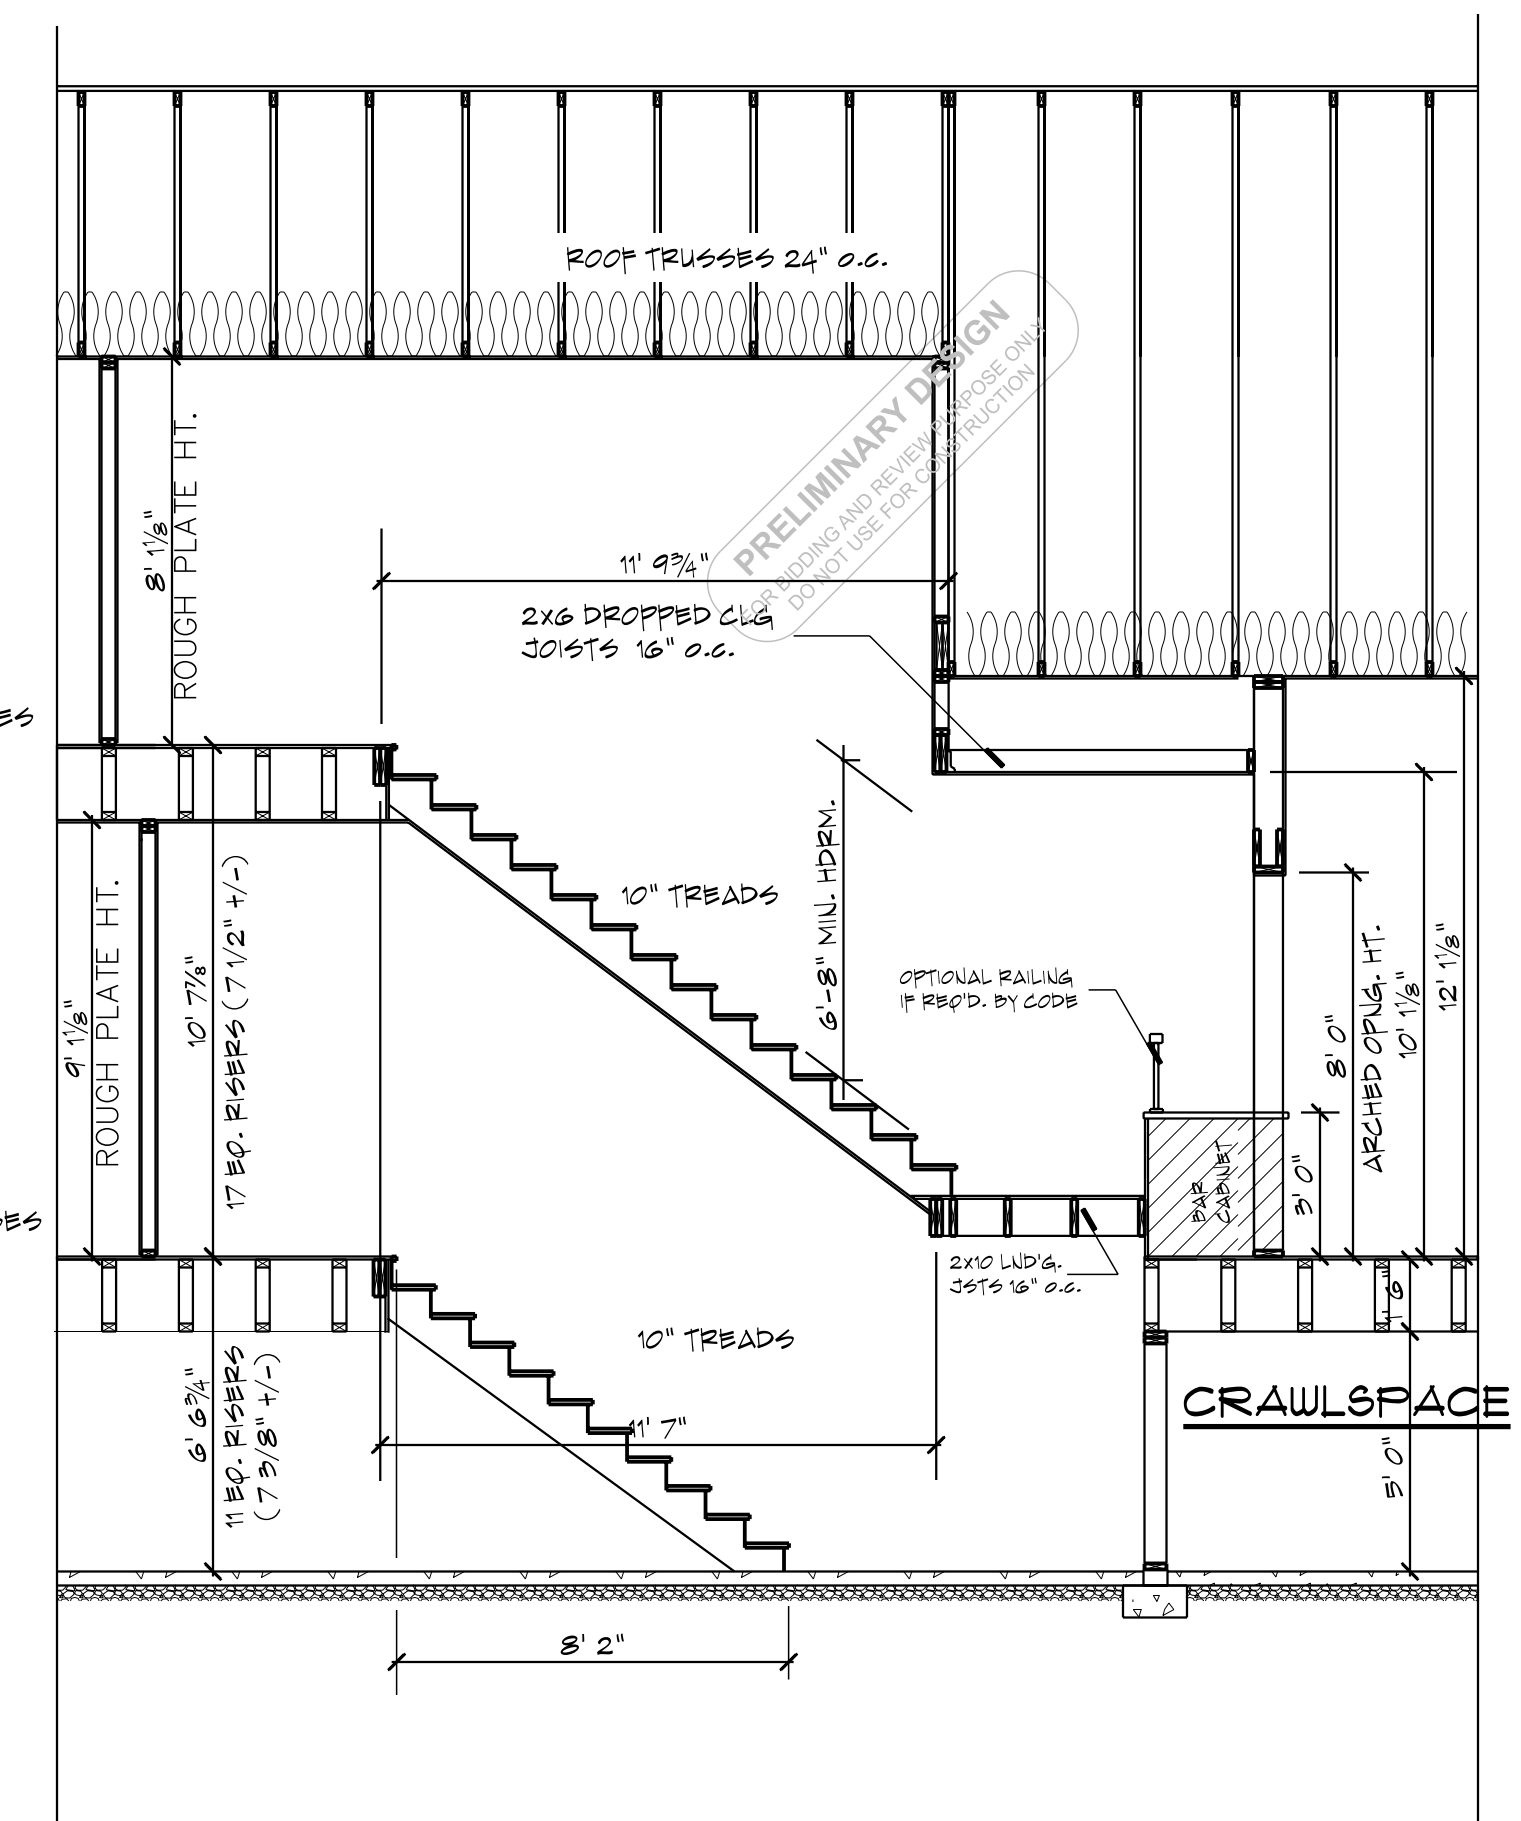 ROOF TRUSSES 24" O.C.
PRELIMINARY DESIGN
FOR BIDDING AND REVIEW PURPOSE ONLY
DO NOT USE FOR CONSTRUCTION
8' 1 1/8"
ROUGH PLATE HT.
11' 9 3/4"
2X6 DROPPED CLG
JOISTS 16" O.C.
ES
10" TREADS
6'-8" MIN. HDRM.
OPTIONAL RAILING
IF REQ'D. BY CODE
9' 1 1/8"
ROUGH PLATE HT.
10' 7 7/8"
17 EQ. RISERS (7 1/2" +/-)
8' 0"
ARCHED OPNG. HT.
10' 1 1/8"
12' 1 1/8"
BAR
CABINET
3' 0"
SES
2X10 LND'G.
JSTS 16" O.C.
1' 6"
10" TREADS
6' 6 3/4"
11 EQ. RISERS
(7 3/8" +/-)
11' 7"
CRAWLSPACE
5' 0"
8' 2"